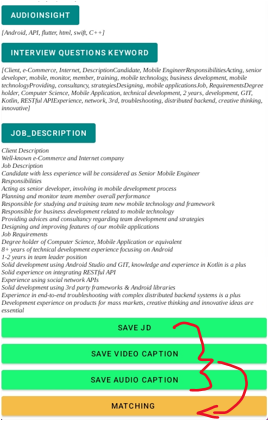 AUDIOINSIGHT
[Android, API, flutter, html, swift, C++]
INTERVIEW QUESTIONS KEYWORD
[Client, e-Commerce, Internet, DescriptionCandidate, Mobile EngineerResponsibilitiesActing, senior
developer, mobile, monitor, member, training, mobile technology, business development, mobile
technologyProviding, consultancy, strategiesDesigning, mobile applicationsJob, RequirementsDegree
holder, Computer Science, Mobile Application, technical development, 2 years, development, GIT,
Kotlin, RESTful APIExperience, network, 3rd, troubleshooting, distributed backend, creative thinking,
innovative]
JOB_DESCRIPTION
Client Description
Well-known e-Commerce and Internet company
Job Description
Candidate with less experience will be considered as Senior Mobile Engineer
Responsibilities
Acting as senior developer, involving in mobile development process
Planning and monitor team member overall performance
Responsible for studying and training team new mobile technology and framework
Responsible for business development related to mobile technology
Providing advices and consultancy regarding team development and strategies
Designing and improving features of our mobile applications
Job Requirements
Degree holder of Computer Science, Mobile Application or equivalent
8+ years of technical development experience focusing on Android
1-2 years in team leader position
Solid development using Android Studio and GIT, knowledge and experience in Kotlin is a plus
Solid experience on integrating RESTful API
Experience using social network APIs
Solid development using 3rd party frameworks & Android libraries
Experience in end-to-end troubleshooting with complex distributed backend systems is a plus
Development experience on products for mass markets, creative thinking and innovative ideas are
essential
SAVE JD
SAVE VIDEO CAPTION
SAVE AUDIO CAPTION
MATCHING